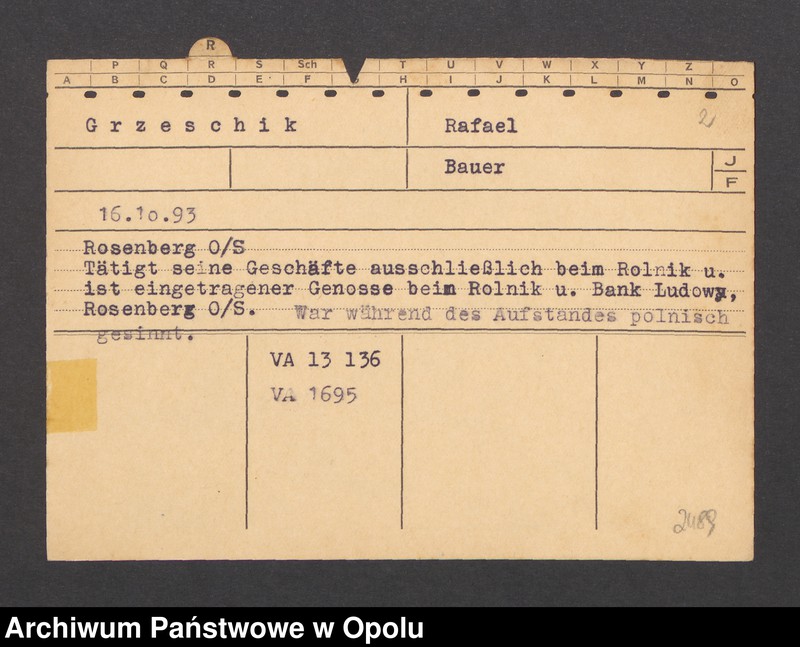 R
P Q R S Sch T U V W X Y Z
A B C D E F H I J K L M N O
Grzeschik Rafael 2
Bauer J
F
16.10.93
Rosenberg O/S
Tätigt seine Geschäfte ausschließlich beim Rolnik u.
ist eingetragener Genosse beim Rolnik u. Bank Ludowy,
Rosenberg O/S. War während des Aufstandes polnisch
gesinnt.
VA 13 136
VA 1695
2489
Archiwum Państwowe w Opolu